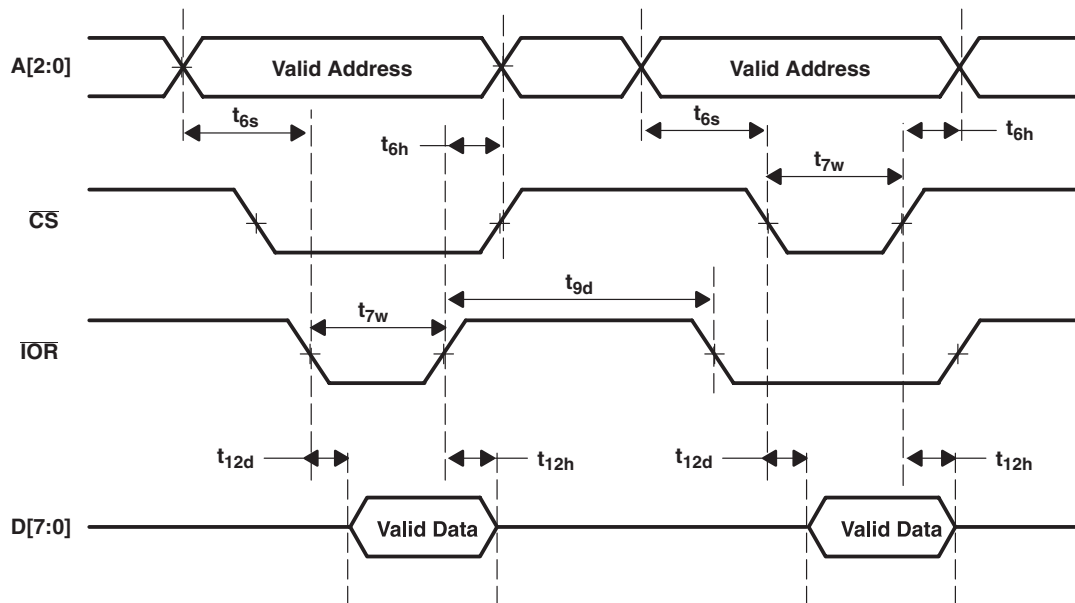 A[2:0]
Valid Address
Valid Address
t6s
t6h
t6s
t6h
t7w
CS
t9d
t7w
IOR
t12d
t12h
t12d
t12h
D[7:0]
Valid Data
Valid Data